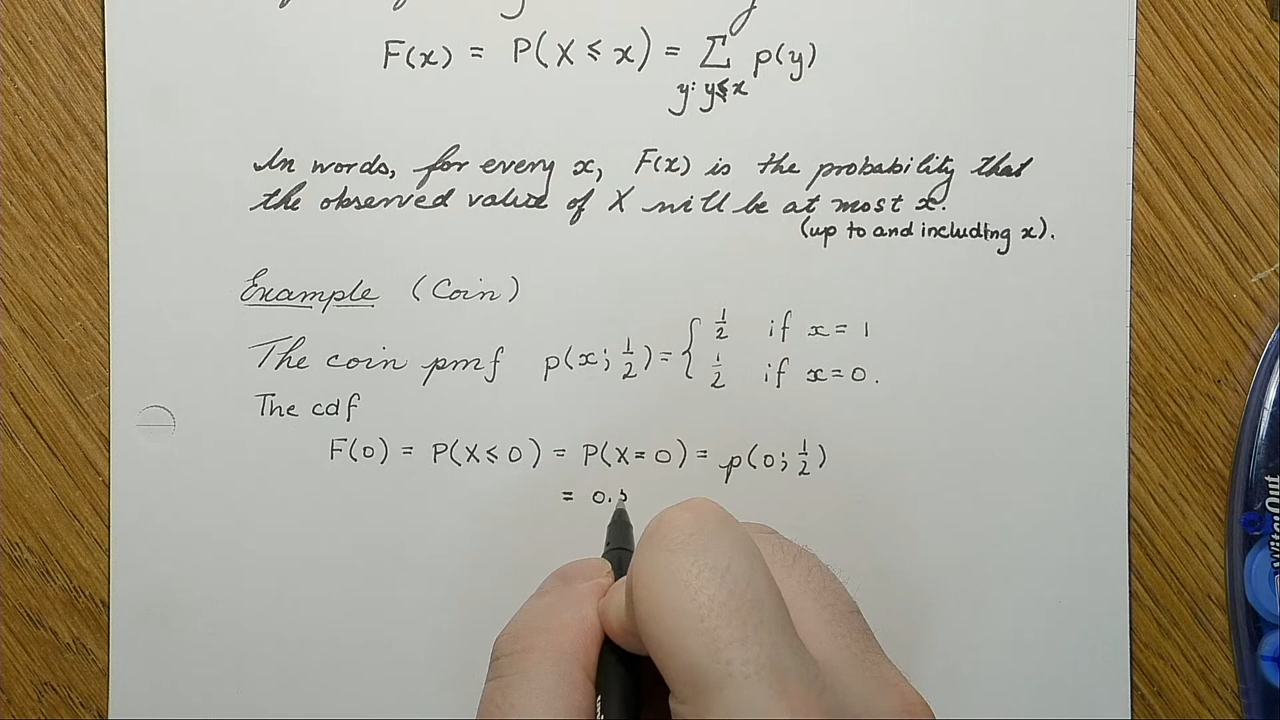 F(x) = P(X ≤ x) = Σ p(y)
y: y≤x
In words, for every x, F(x) is the probability that
the observed value of X will be at most x.
(up to and including x).
Example (Coin)
The coin pmf p(x; 1/2) = { 1/2 if x = 1
1/2 if x=0.
The cdf
F(0) = P(X ≤ 0) = P(X = 0) = p(0; 1/2)
= 0.
WiteOut